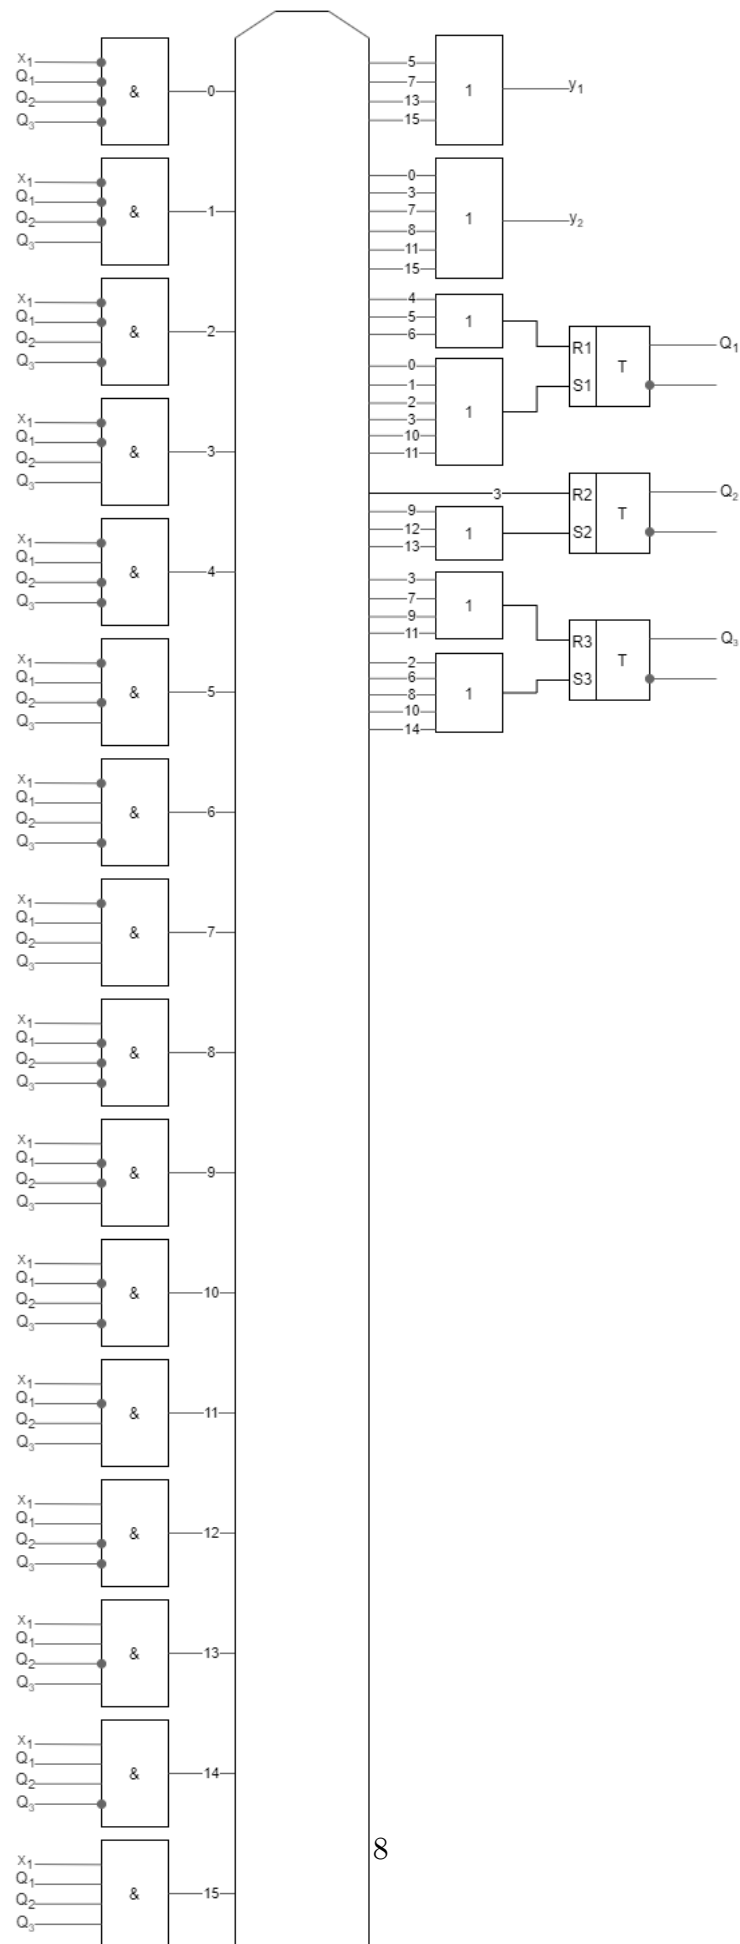 x₁
Q₁
Q₂
Q₃
&
0
x₁
Q₁
Q₂
Q₃
&
1
x₁
Q₁
Q₂
Q₃
&
2
x₁
Q₁
Q₂
Q₃
&
3
x₁
Q₁
Q₂
Q₃
&
4
x₁
Q₁
Q₂
Q₃
&
5
x₁
Q₁
Q₂
Q₃
&
6
x₁
Q₁
Q₂
Q₃
&
7
x₁
Q₁
Q₂
Q₃
&
8
x₁
Q₁
Q₂
Q₃
&
9
x₁
Q₁
Q₂
Q₃
&
10
x₁
Q₁
Q₂
Q₃
&
11
x₁
Q₁
Q₂
Q₃
&
12
x₁
Q₁
Q₂
Q₃
&
13
x₁
Q₁
Q₂
Q₃
&
14
x₁
Q₁
Q₂
Q₃
&
15
5
7
13
15
1
y₁
0
3
7
8
11
15
1
y₂
4
5
6
1
0
1
2
3
10
11
1
R1
S1
T
Q₁
3
9
12
13
1
R2
S2
T
Q₂
3
7
9
11
1
2
6
8
10
14
1
R3
S3
T
Q₃
8